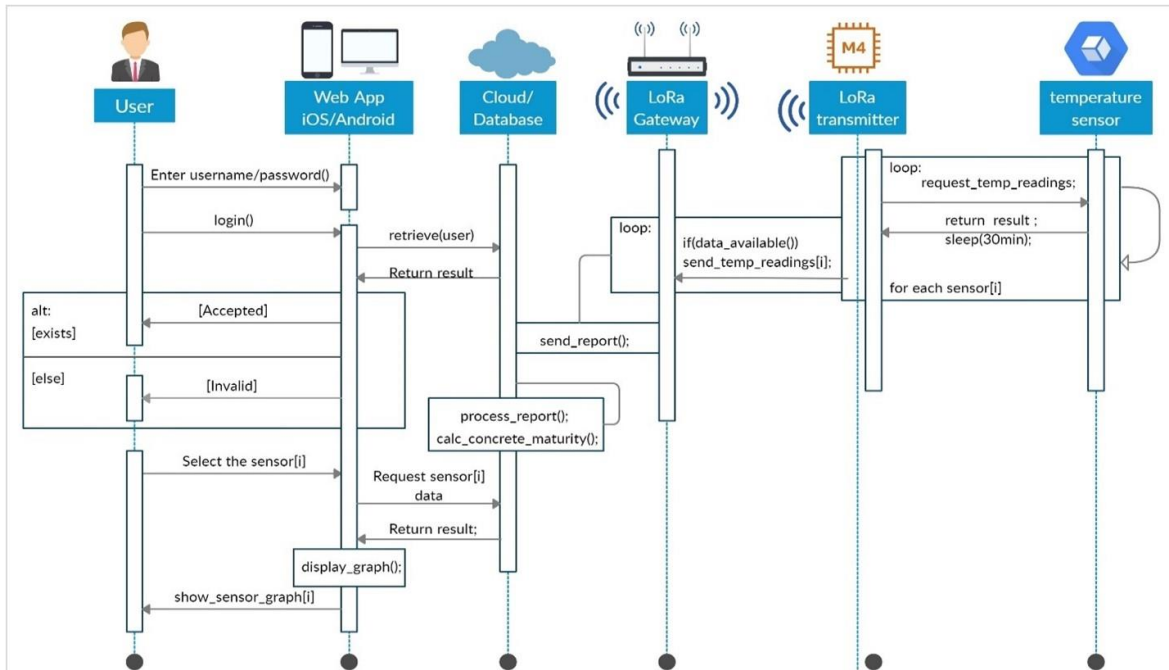 M4
User
Web App
iOS/Android
Cloud/
Database
LoRa
Gateway
LoRa
transmitter
temperature
sensor
Enter username/password()
loop:
request_temp_readings;
login()
return result ;
sleep(30min);
retrieve(user)
loop:
if(data_available())
send_temp_readings[i];
Return result
for each sensor[i]
alt:
[Accepted]
[exists]
send_report();
[else]
[Invalid]
process_report();
calc_concrete_maturity();
Select the sensor[i]
Request sensor[i]
data
Return result;
display_graph();
show_sensor_graph[i]